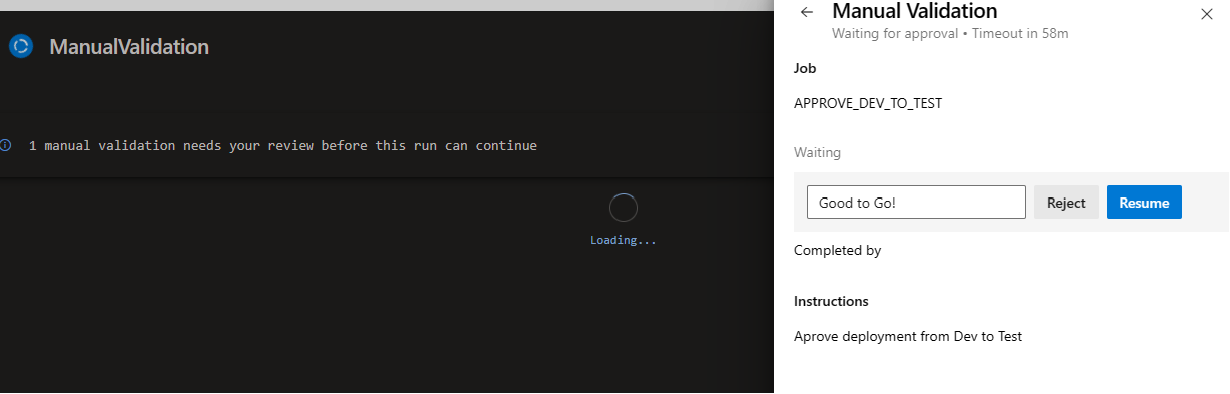 ManualValidation
1 manual validation needs your review before this run can continue
Loading...
Manual Validation
Waiting for approval • Timeout in 58m
Job
APPROVE_DEV_TO_TEST
Waiting
Good to Go!
Reject
Resume
Completed by
Instructions
Aprove deployment from Dev to Test